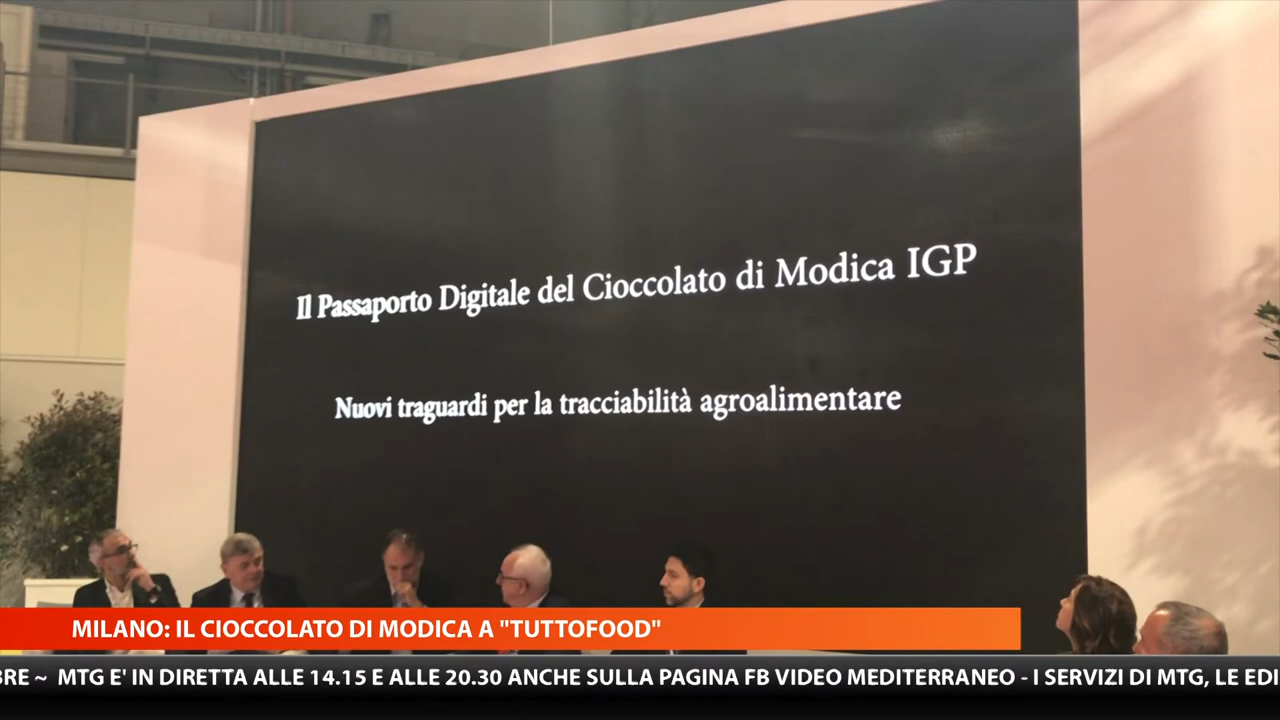 Il Passaporto Digitale del Cioccolato di Modica IGP
Nuovi traguardi per la tracciabilità agroalimentare
MILANO: IL CIOCCOLATO DI MODICA A "TUTTOFOOD"
BRE ~ MTG E' IN DIRETTA ALLE 14.15 E ALLE 20.30 ANCHE SULLA PAGINA FB VIDEO MEDITERRANEO - I SERVIZI DI MTG, LE EDI